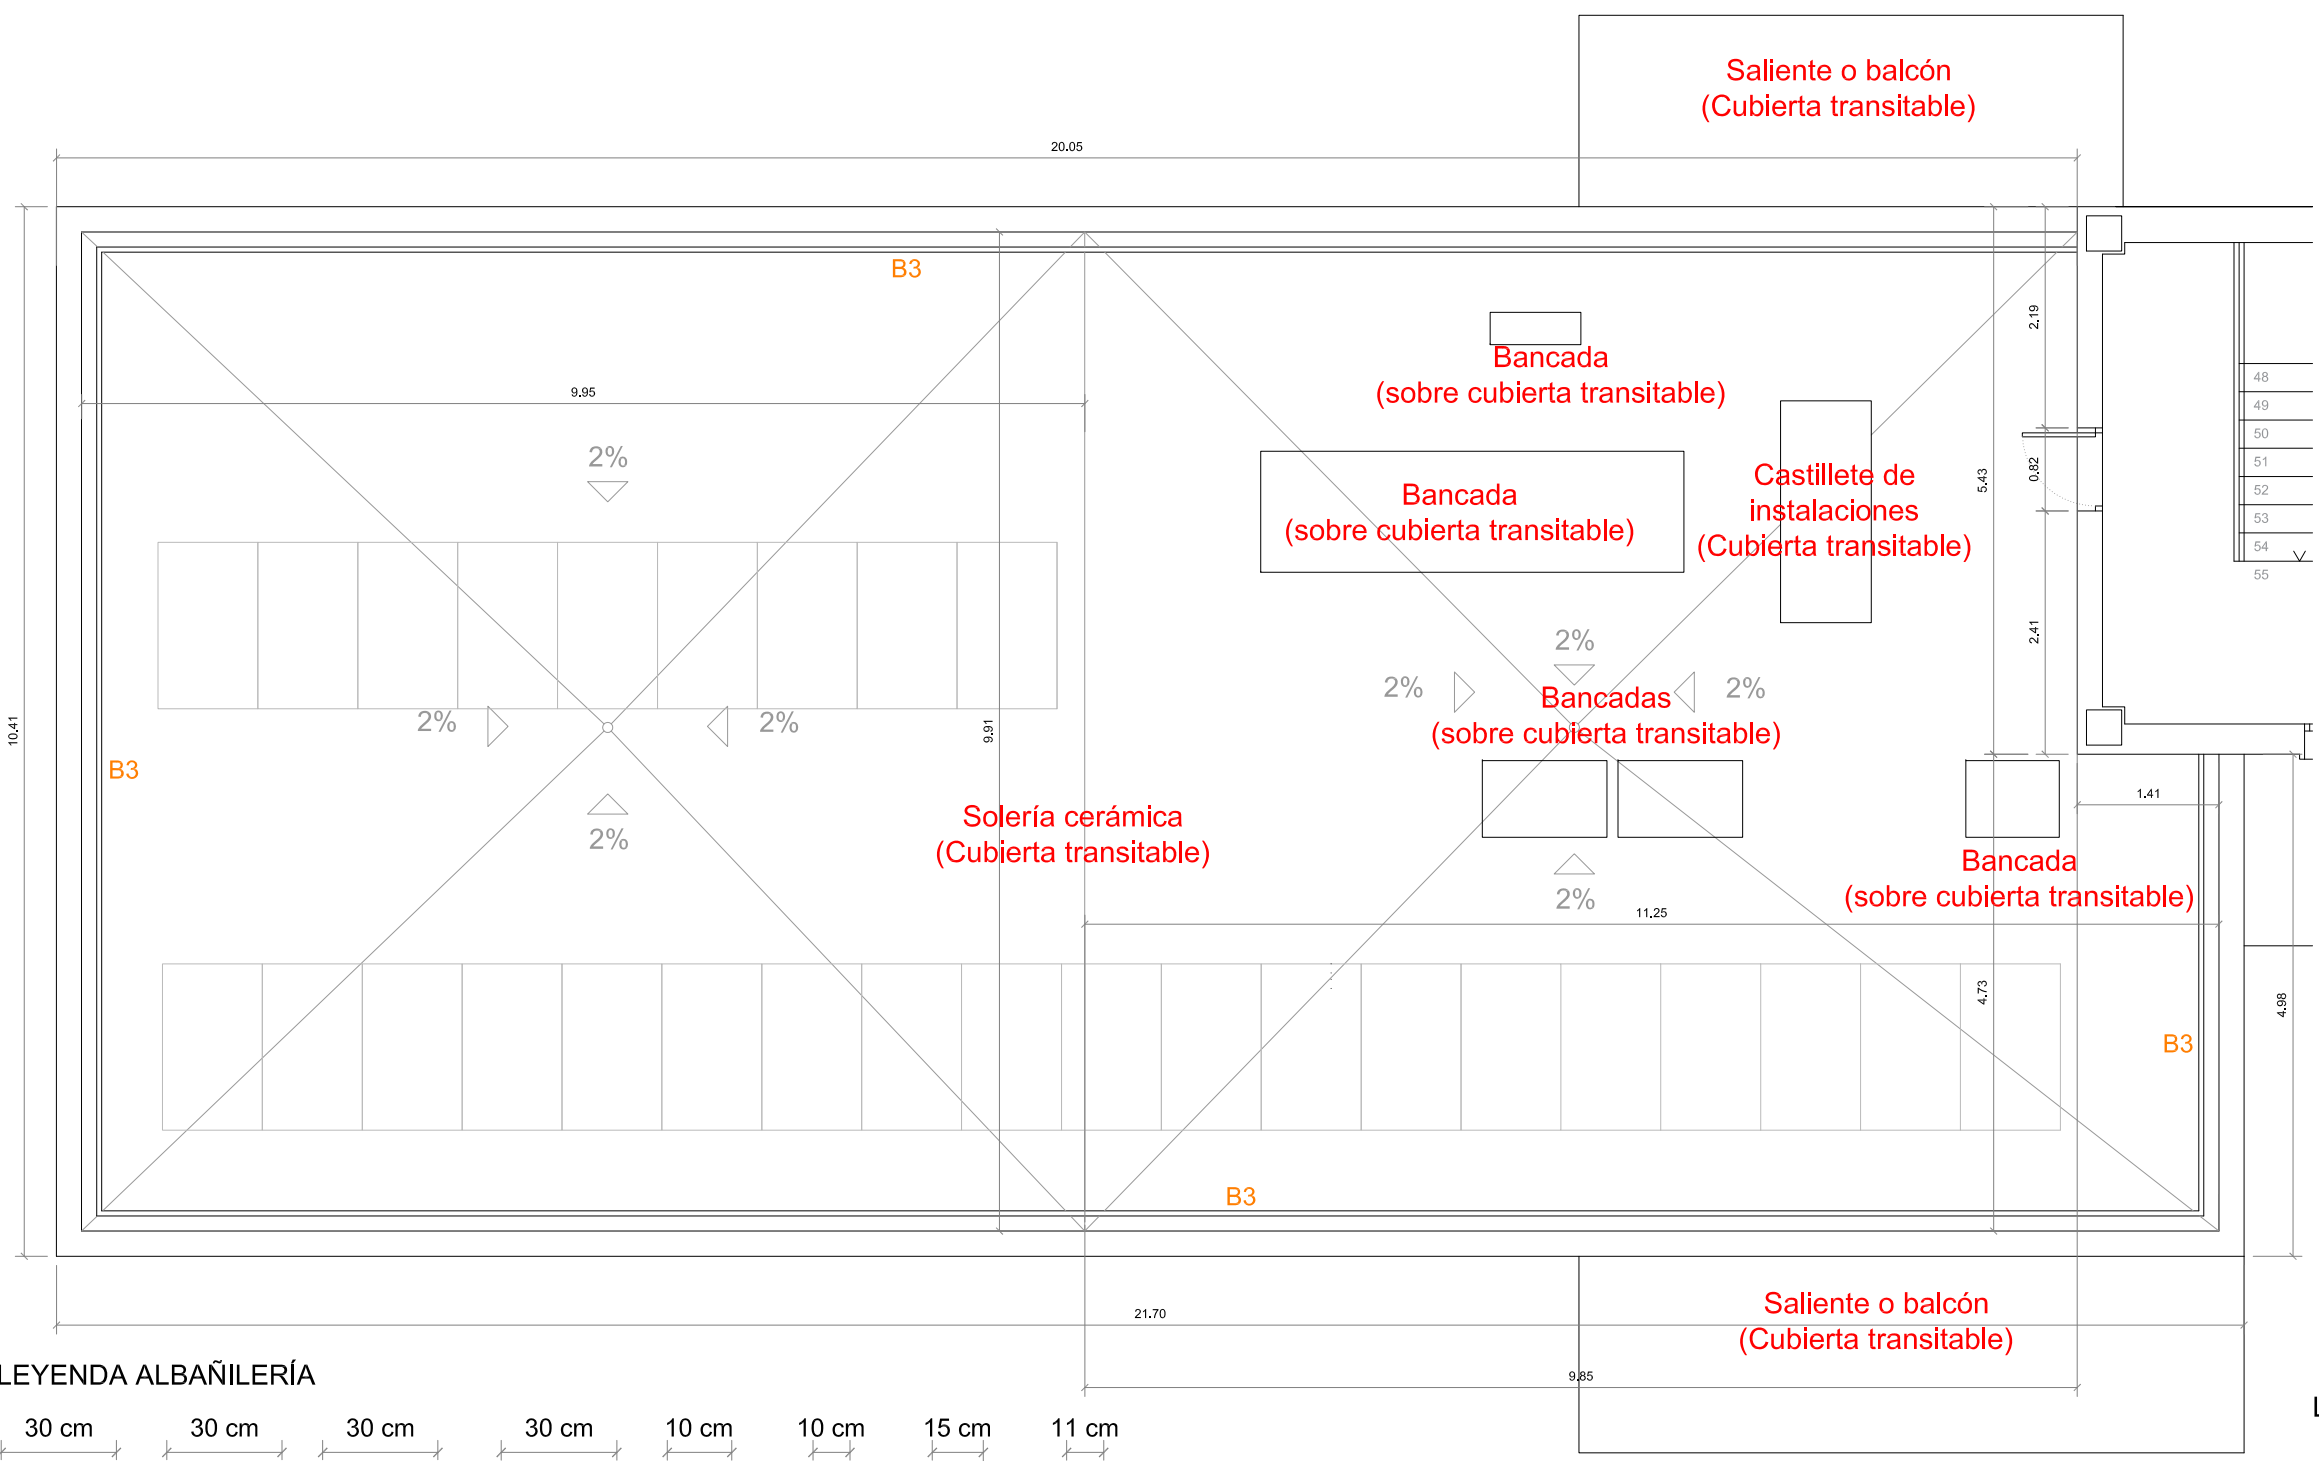 Saliente o balcón
(Cubierta transitable)
20.05
B3
2.19
Bancada
(sobre cubierta transitable)
9.95
48
49
50
51
52
53
54
55
2%
Bancada
(sobre cubierta transitable)
Castillete de
instalaciones
(Cubierta transitable)
5.43
0.82
2.41
2%
2%
2%
Bancadas
(sobre cubierta transitable)
2%
2%
10.41
9.91
B3
2%
Solería cerámica
(Cubierta transitable)
1.41
Bancada
(sobre cubierta transitable)
2%
11.25
4.73
4.98
B3
B3
Saliente o balcón
(Cubierta transitable)
21.70
9.85
LEYENDA ALBAÑILERÍA
30 cm
30 cm
30 cm
30 cm
10 cm
10 cm
15 cm
11 cm